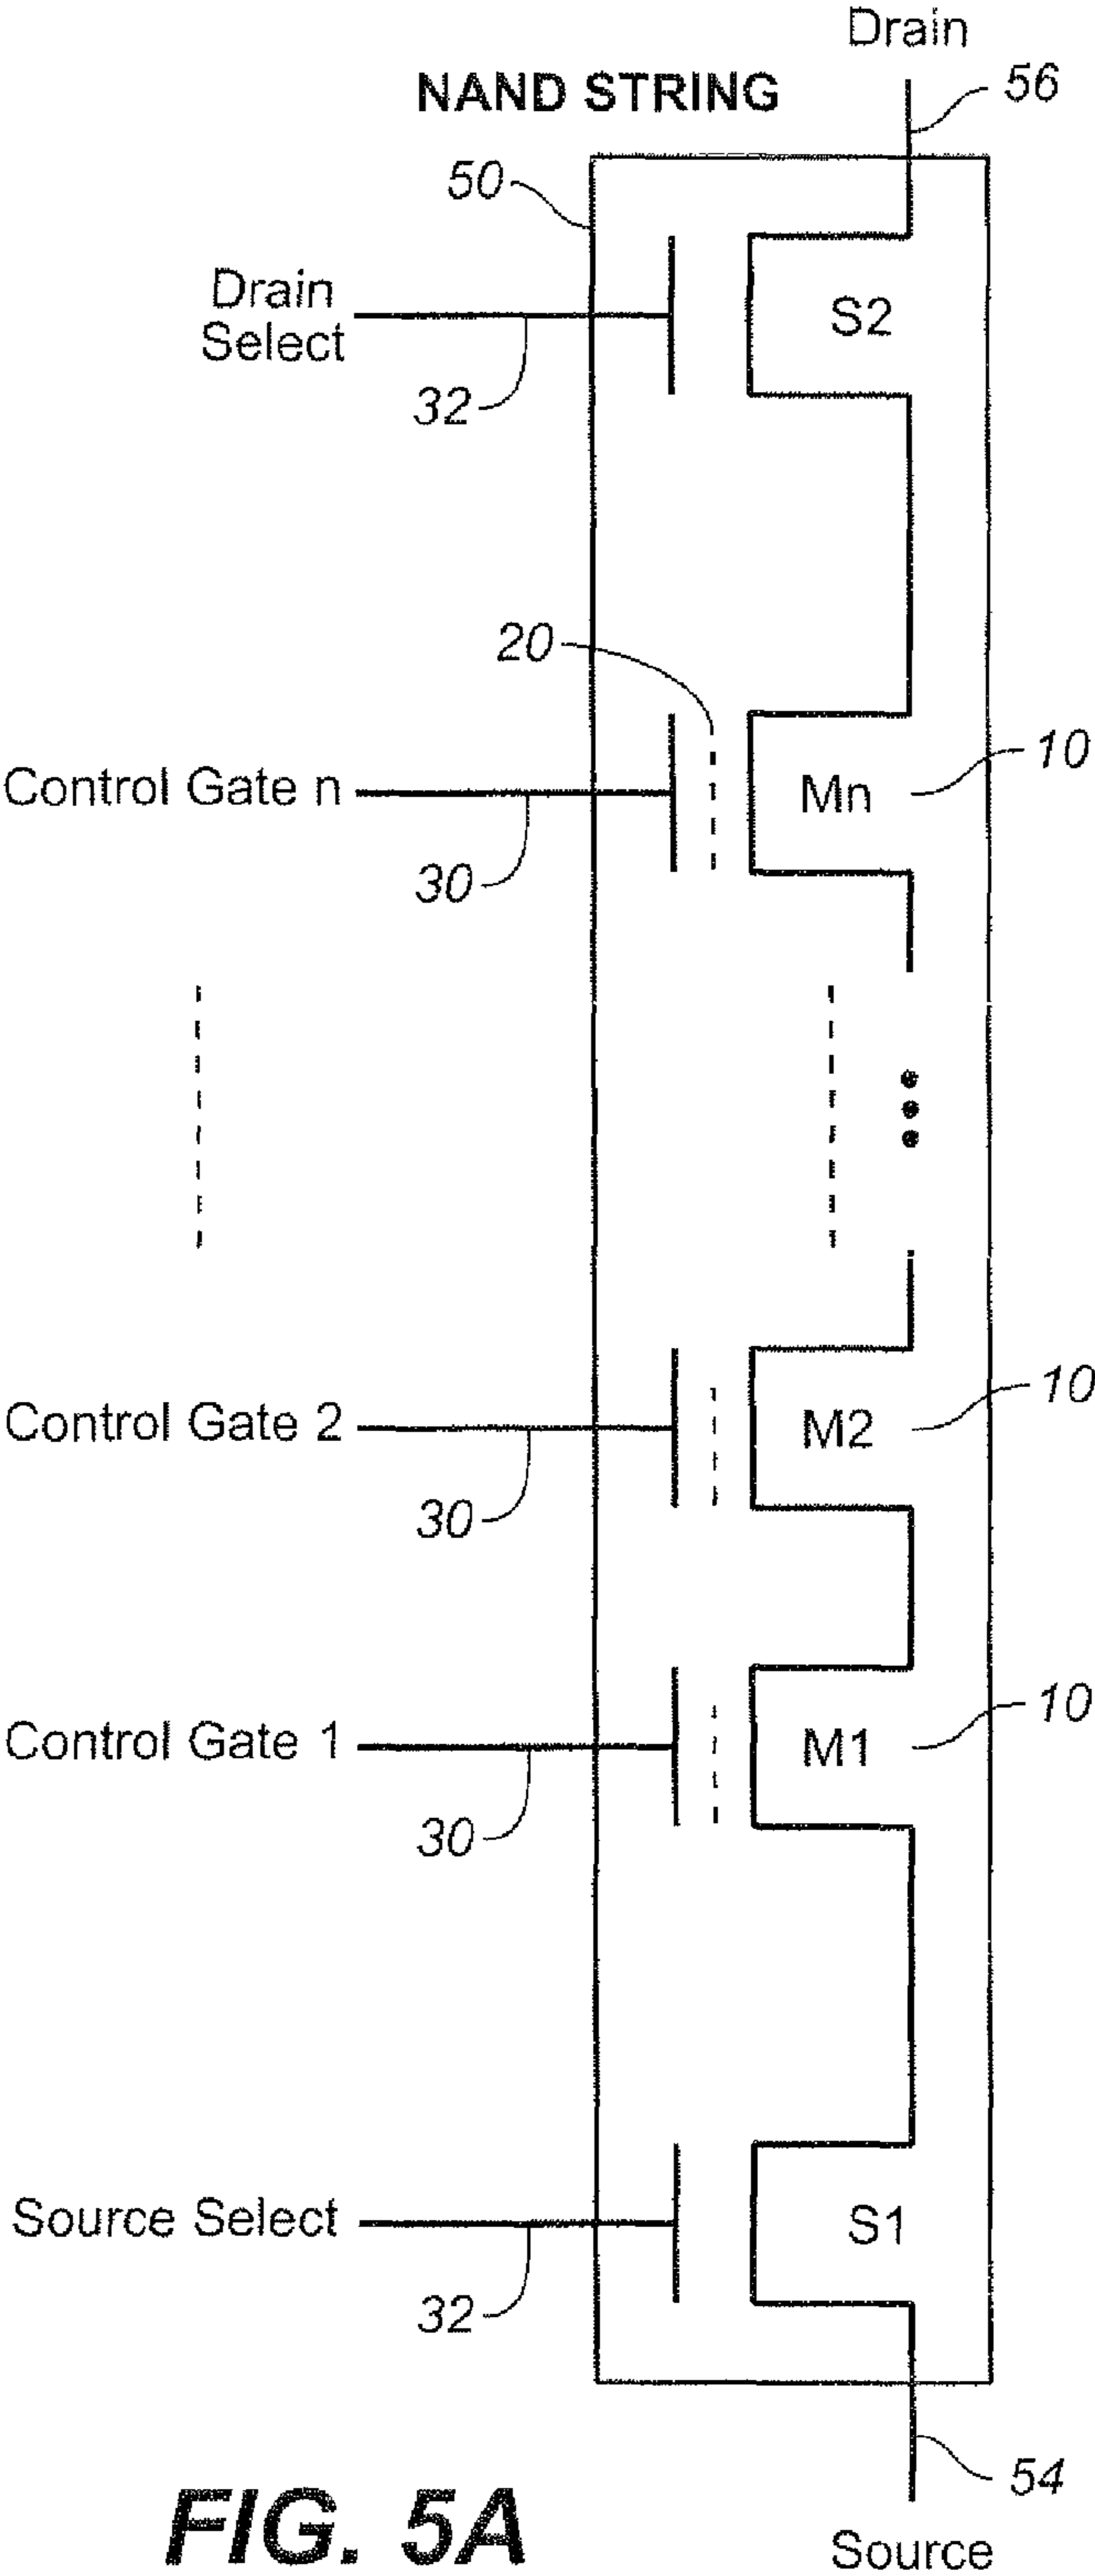 Drain
NAND STRING
56
50
Drain
Select
S2
32
20
Control Gate n
Mn
10
30
Control Gate 2
M2
10
30
Control Gate 1
M1
10
30
Source Select
S1
32
54
FIG. 5A
Source